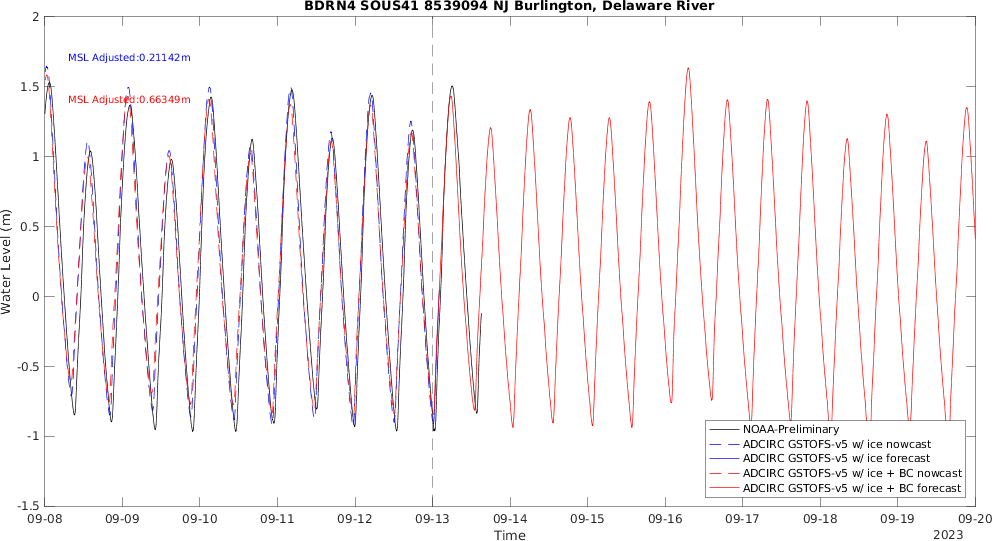 BDRN4 SOUS41 8539094 NJ Burlington, Delaware River
2
1.5
1
0.5
0
-0.5
-1
-1.5
Water Level (m)
MSL Adjusted:0.21142m
MSL Adjusted:0.66349m
NOAA-Preliminary
ADCIRC GSTOFS-v5 w/ ice nowcast
ADCIRC GSTOFS-v5 w/ ice forecast
ADCIRC GSTOFS-v5 w/ ice + BC nowcast
ADCIRC GSTOFS-v5 w/ ice + BC forecast
09-08 09-09 09-10 09-11 09-12 09-13 09-14 09-15 09-16 09-17 09-18 09-19 09-20
Time
2023